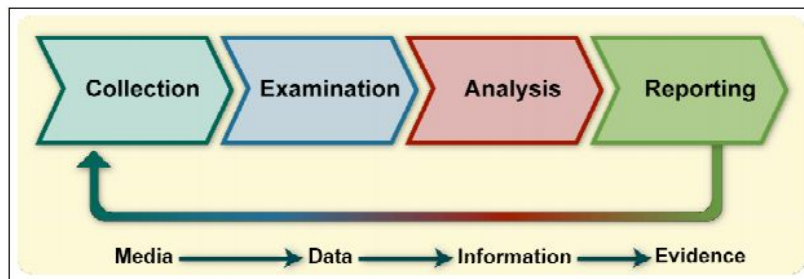 Collection Examination Analysis Reporting
Media Data Information Evidence